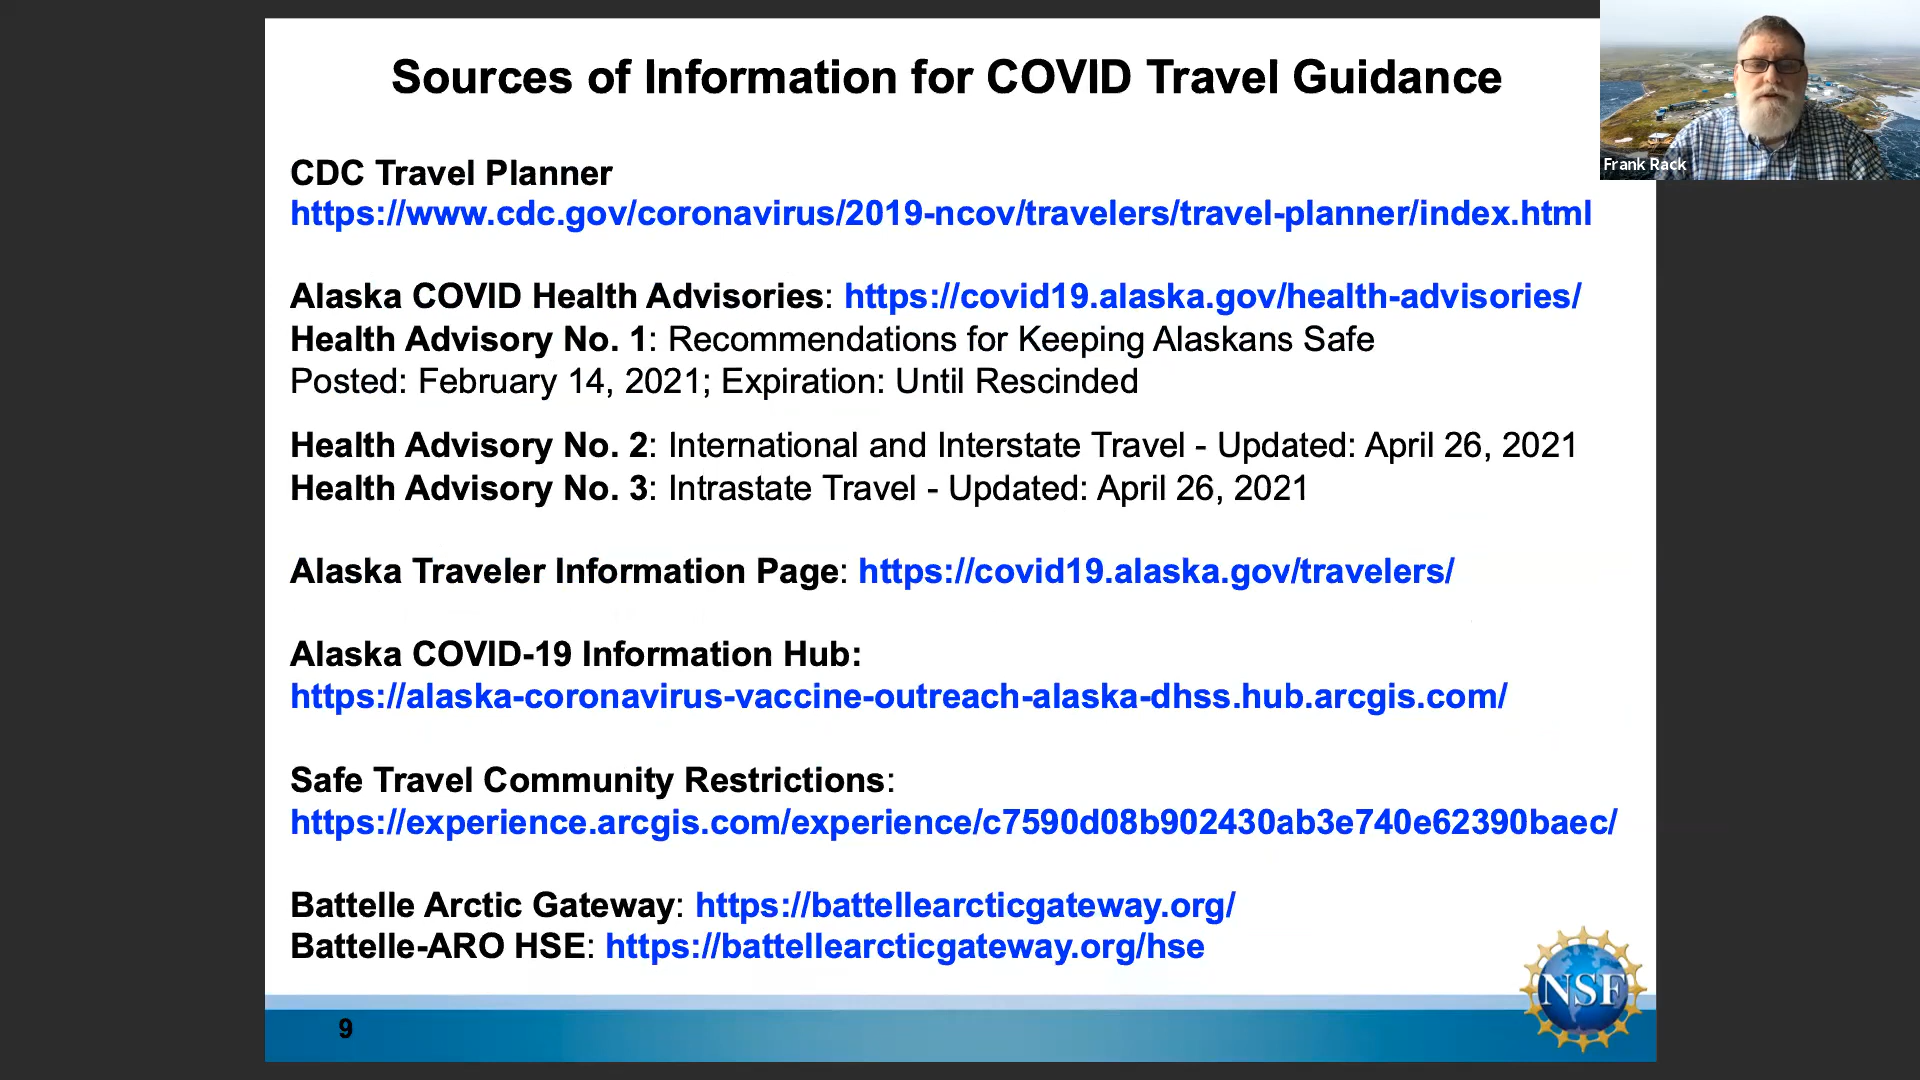 Sources of Information for COVID Travel Guidance
Frank Rack
CDC Travel Planner
https://www.cdc.gov/coronavirus/2019-ncov/travelers/travel-planner/index.html
Alaska COVID Health Advisories: https://covid19.alaska.gov/health-advisories/
Health Advisory No. 1: Recommendations for Keeping Alaskans Safe
Posted: February 14, 2021; Expiration: Until Rescinded
Health Advisory No. 2: International and Interstate Travel - Updated: April 26, 2021
Health Advisory No. 3: Intrastate Travel - Updated: April 26, 2021
Alaska Traveler Information Page: https://covid19.alaska.gov/travelers/
Alaska COVID-19 Information Hub:
https://alaska-coronavirus-vaccine-outreach-alaska-dhss.hub.arcgis.com/
Safe Travel Community Restrictions:
https://experience.arcgis.com/experience/c7590d08b902430ab3e740e62390baec/
Battelle Arctic Gateway: https://battellearcticgateway.org/
Battelle-ARO HSE: https://battellearcticgateway.org/hse
NSF
9